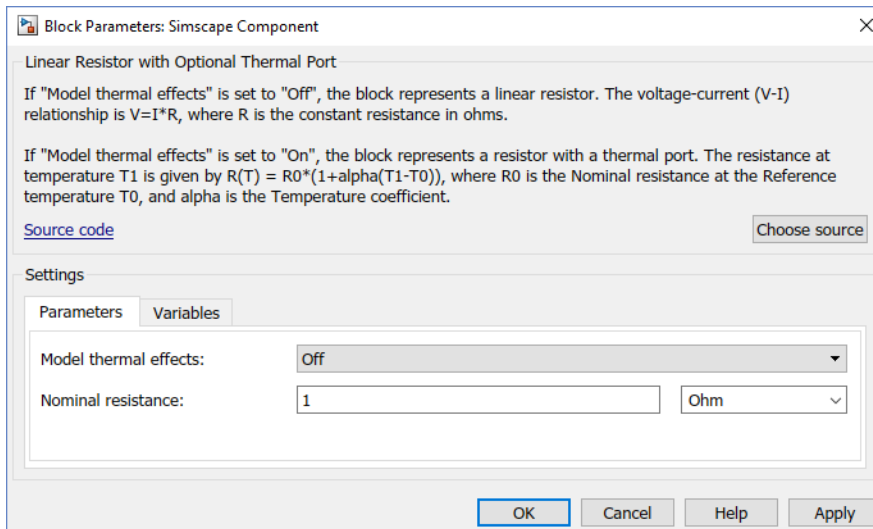 Block Parameters: Simscape Component
Linear Resistor with Optional Thermal Port
If "Model thermal effects" is set to "Off", the block represents a linear resistor. The voltage-current (V-I)
relationship is V=I*R, where R is the constant resistance in ohms.
If "Model thermal effects" is set to "On", the block represents a resistor with a thermal port. The resistance at
temperature T1 is given by R(T) = R0*(1+alpha(T1-T0)), where R0 is the Nominal resistance at the Reference
temperature T0, and alpha is the Temperature coefficient.
Source code
Choose source
Settings
Parameters Variables
Model thermal effects: Off
Nominal resistance: 1 Ohm
OK Cancel Help Apply